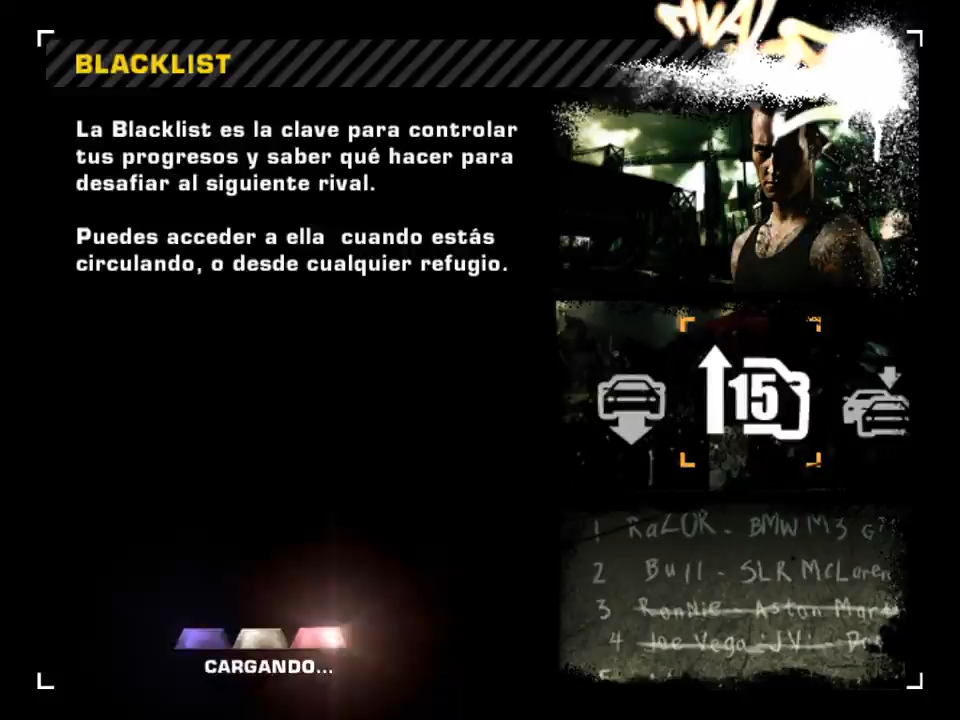 BLACKLIST
La Blacklist es la clave para controlar
tus progresos y saber qué hacer para
desafiar al siguiente rival.
Puedes acceder a ella cuando estás
circulando, o desde cualquier refugio.
15
1 RaZOR - BMW M3
2 Bull - SLR McLaren
3 Ronnie - Aston
4 Joe Vega "JV"
CARGANDO...